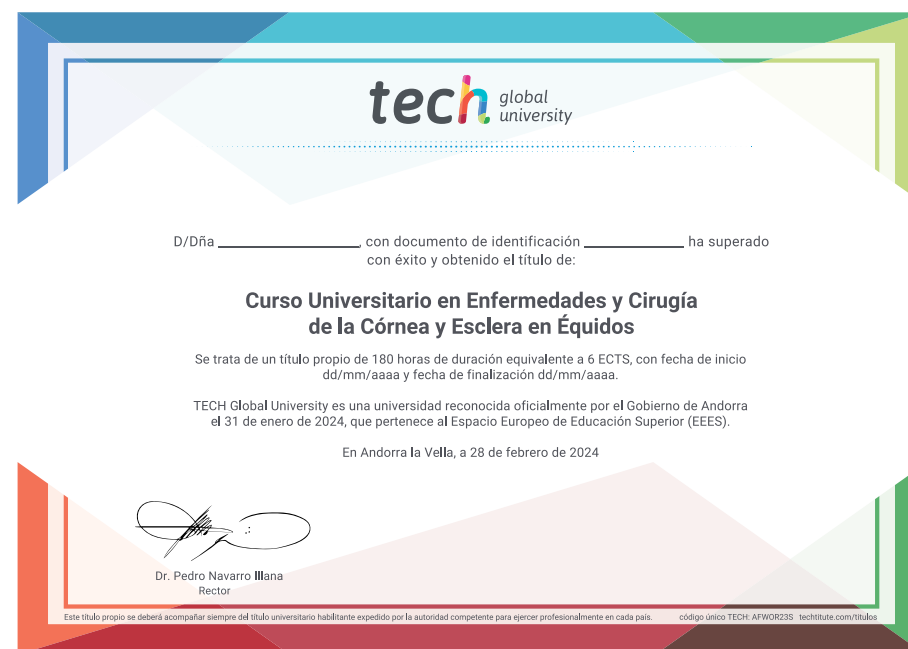 tech global university
D/Dña ____________, con documento de identificación ____________ ha superado
con éxito y obtenido el título de:
Curso Universitario en Enfermedades y Cirugía
de la Córnea y Esclera en Équidos
Se trata de un título propio de 180 horas de duración equivalente a 6 ECTS, con fecha de inicio
dd/mm/aaaa y fecha de finalización dd/mm/aaaa.
TECH Global University es una universidad reconocida oficialmente por el Gobierno de Andorra
el 31 de enero de 2024, que pertenece al Espacio Europeo de Educación Superior (EEES).
En Andorra la Vella, a 28 de febrero de 2024
Dr. Pedro Navarro Illana
Rector
Este título propio se deberá acompañar siempre del título universitario habilitante expedido por la autoridad competente para ejercer profesionalmente en cada país. código único TECH: AFWOR23S techtitute.com/titulos